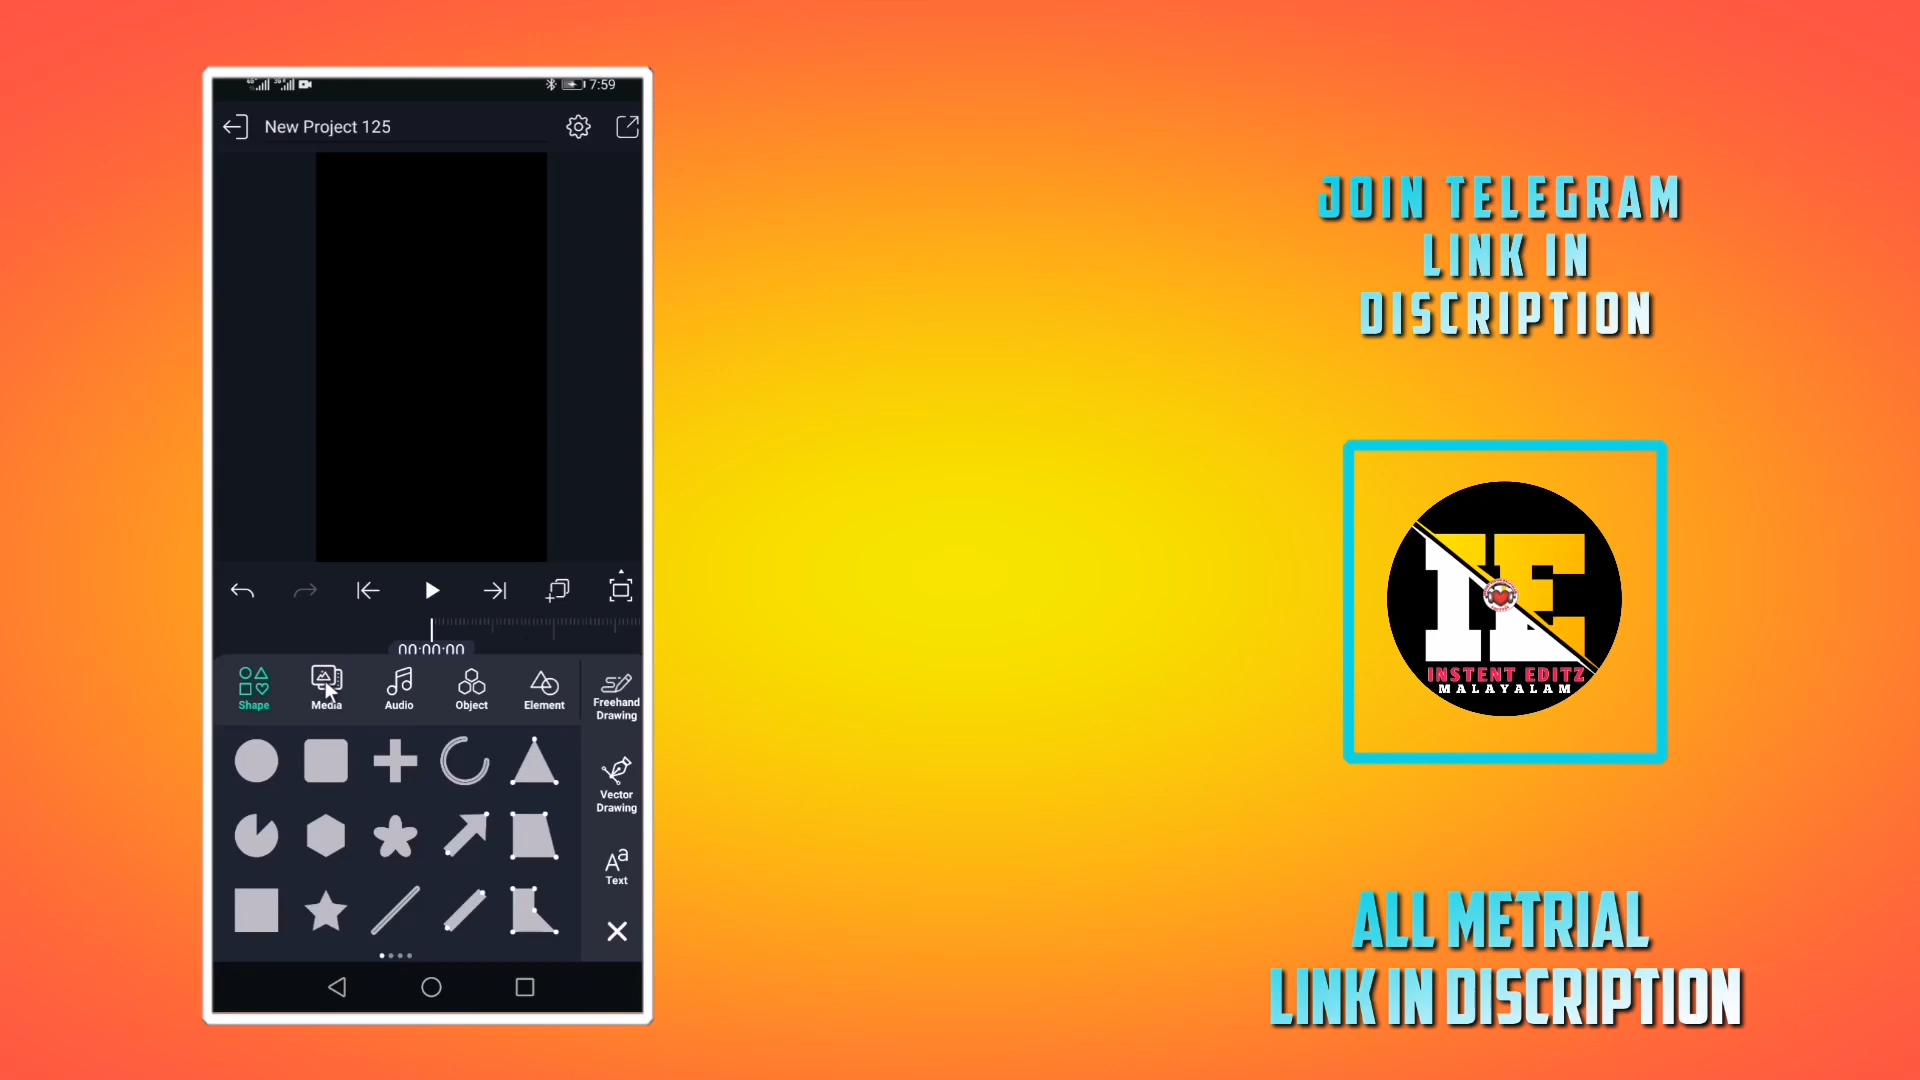 7:59
New Project 125
00:00:00
Shape
Media
Audio
Object
Element
Freehand
Drawing
Vector
Drawing
Aa
Text
JOIN TELEGRAM
LINK IN
DISCRIPTION
IE
INSTENT EDITZ
MALAYALAM
ALL METRIAL
LINK IN DISCRIPTION